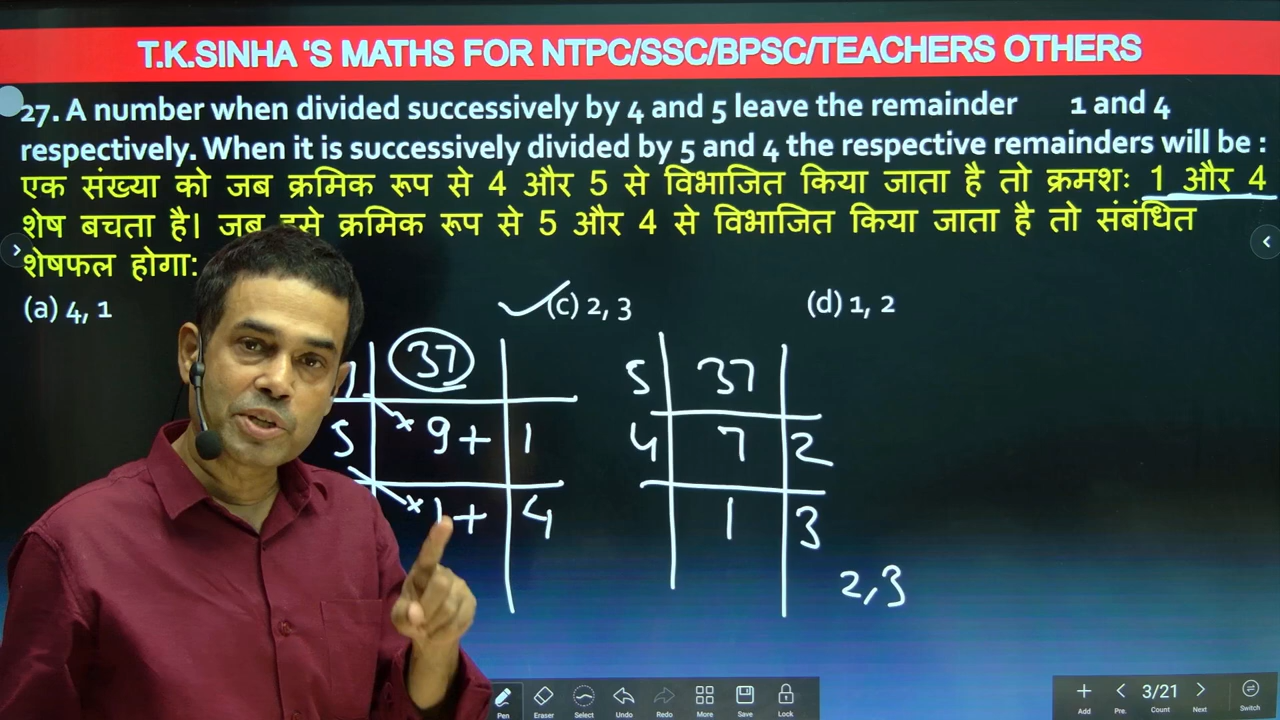 T.K.SINHA ‘S MATHS FOR NTPC/SSC/BPSC/TEACHERS OTHERS
27. A number when divided successively by 4 and 5 leave the remainder 1 and 4
respectively. When it is successively divided by 5 and 4 the respective remainders will be :
एक संख्या को जब क्रमिक रूप से 4 और 5 से विभाजित किया जाता है तो क्रमशः 1 और 4
शेष बचता है। जब इसे क्रमिक रूप से 5 और 4 से विभाजित किया जाता है तो संबंधित
शेषफल होगा:
(a) 4, 1 (c) 2, 3 (d) 1, 2
37
5 × 9 + 1
× 1 + 4
5 37
4 7 2
1 3
2,3
Pen Eraser Select Undo Redo More Save Lock
3/21
Add Pre. Count Next Switch